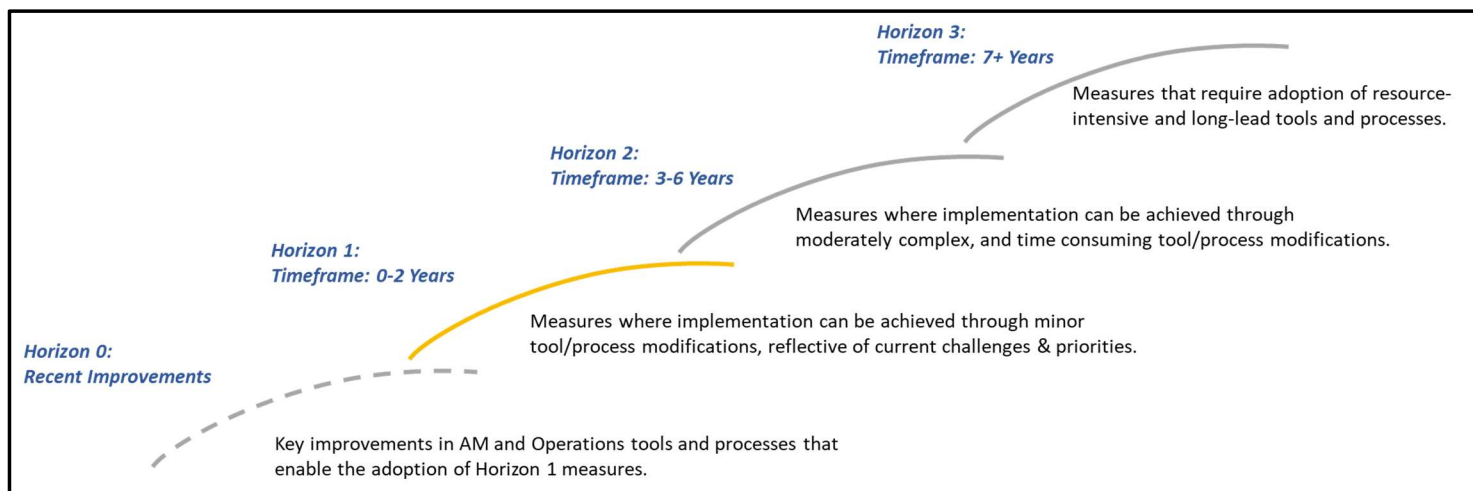 Horizon 3:
Timeframe: 7+ Years
Measures that require adoption of resource-
intensive and long-lead tools and processes.
Horizon 2:
Timeframe: 3-6 Years
Measures where implementation can be achieved through
moderately complex, and time consuming tool/process modifications.
Horizon 1:
Timeframe: 0-2 Years
Measures where implementation can be achieved through minor
tool/process modifications, reflective of current challenges & priorities.
Horizon 0:
Recent Improvements
Key improvements in AM and Operations tools and processes that
enable the adoption of Horizon 1 measures.